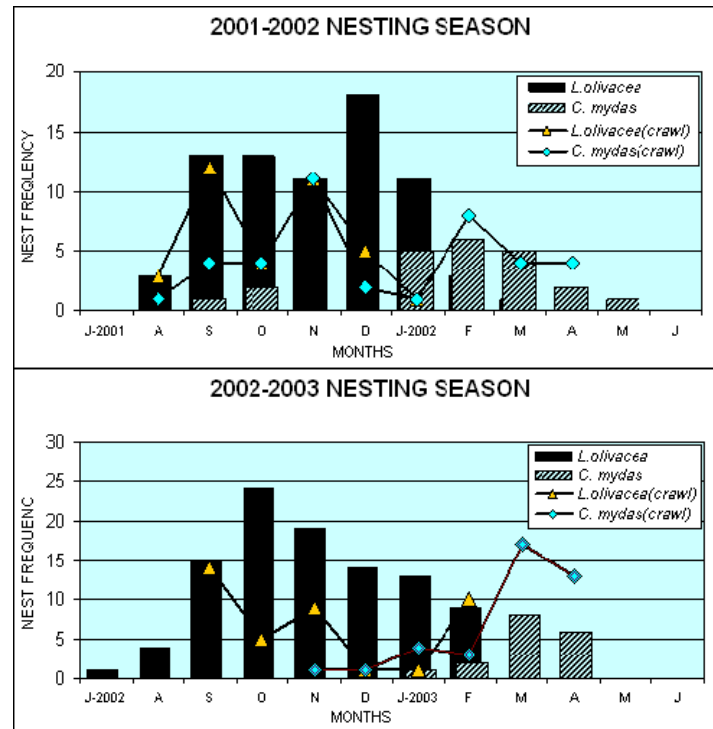 2001-2002 NESTING SEASON
NEST FREQLENCY
20
15
10
5
0
L.olivacea
C. mydas
L.olivacea(crawl)
C. mydas(crawl)
J-2001 A S O N D J-2002 F M A M J
MONTHS
2002-2003 NESTING SEASON
NEST FREQUENC
30
25
20
15
10
5
0
L.olivacea
C. mydas
L.olivacea(crawl)
C. mydas(crawl)
J-2002 A S O N D J-2003 F M A M J
MONTHS